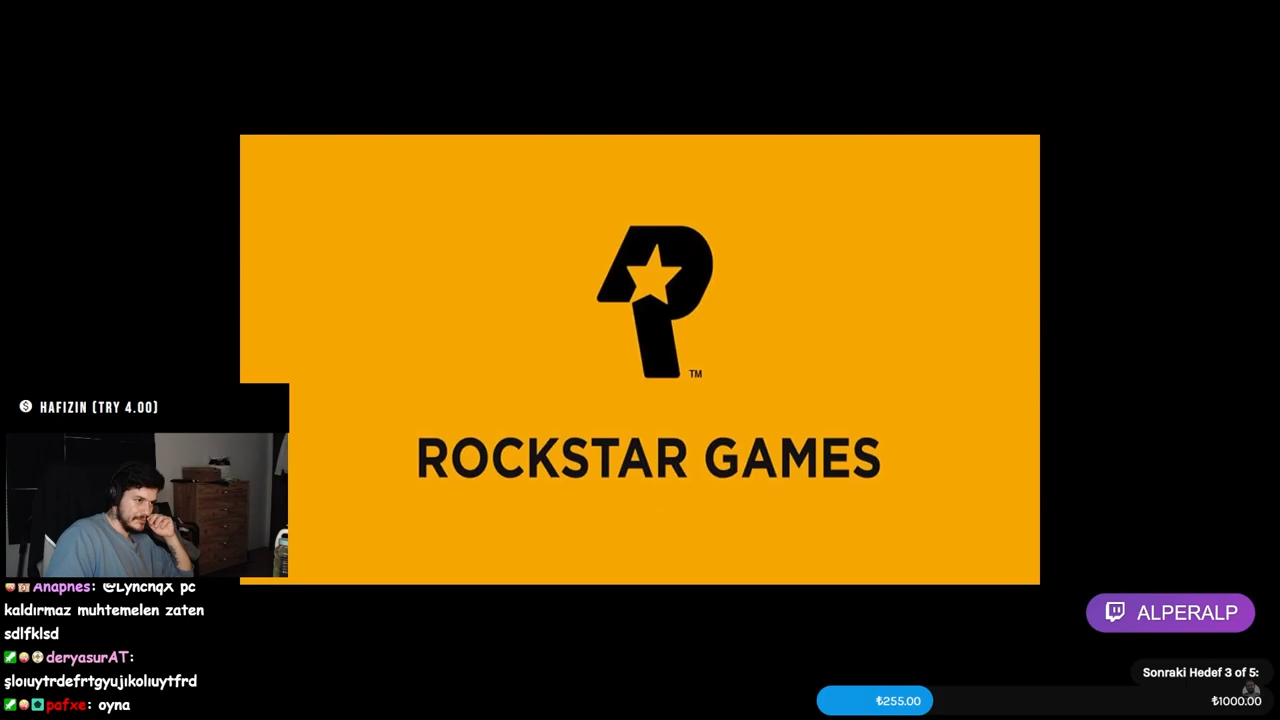 TM
ROCKSTAR GAMES
HAFIZIN (TRY 4.00)
Anapnes: @LyncnqX pc
kaldırmaz muhtemelen zaten
sdlfklsd
deryasurAT:
şloıuytrdefrtgyujıkolıuytfrd
pafxe: oyna
ALPERALP
Sonraki Hedef 3 of 5:
₺255.00
₺1000.00